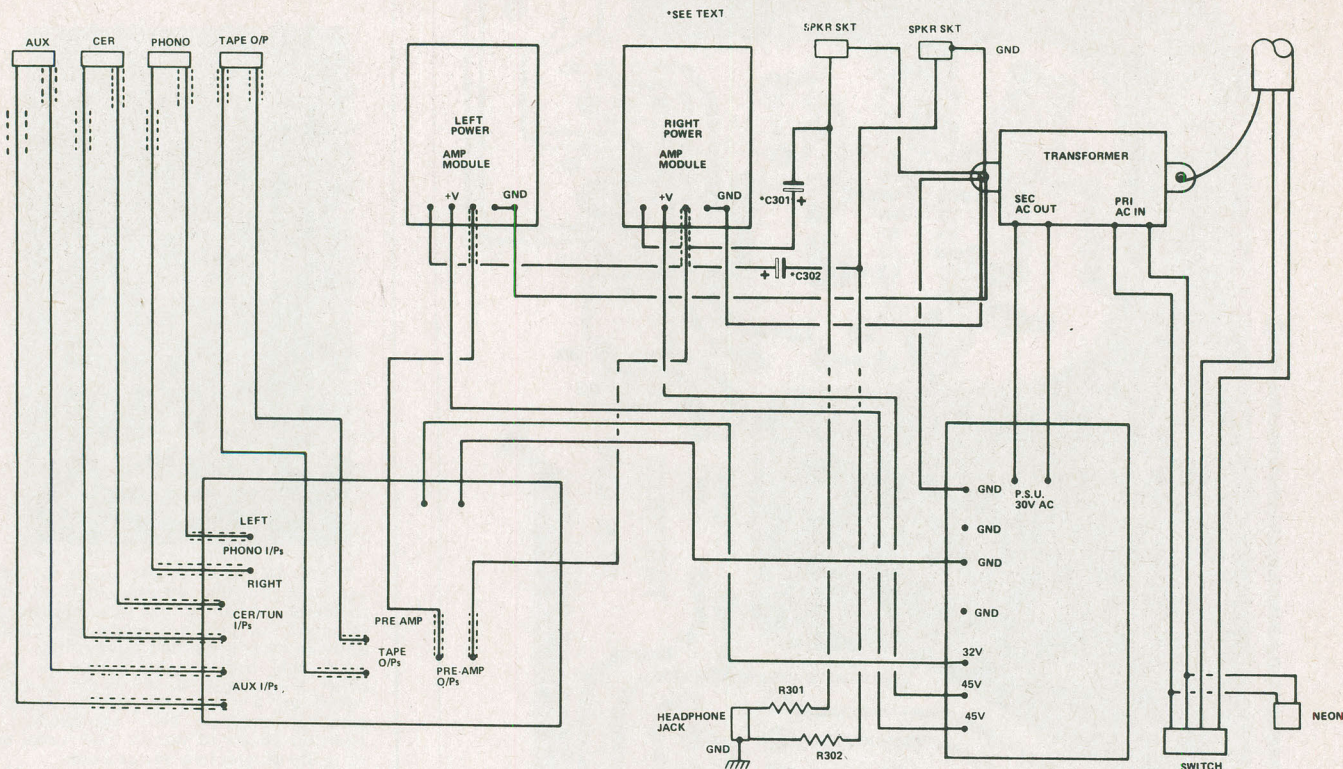 *SEE TEXT
AUX
CER
PHONO
TAPE O/P
SPKR SKT
SPKR SKT
GND
LEFT
POWER
AMP
MODULE
+V
GND
RIGHT
POWER
AMP
MODULE
+V
GND
*C301
+
+
*C302
TRANSFORMER
SEC
AC OUT
PRI
AC IN
LEFT
PHONO I/Ps
RIGHT
CER/TUN
I/Ps
AUX I/Ps
PRE AMP
TAPE
O/Ps
PRE-AMP
O/Ps
GND
P.S.U.
30V AC
GND
GND
GND
32V
45V
45V
R301
HEADPHONE
JACK
GND
R302
NEON
SWITCH